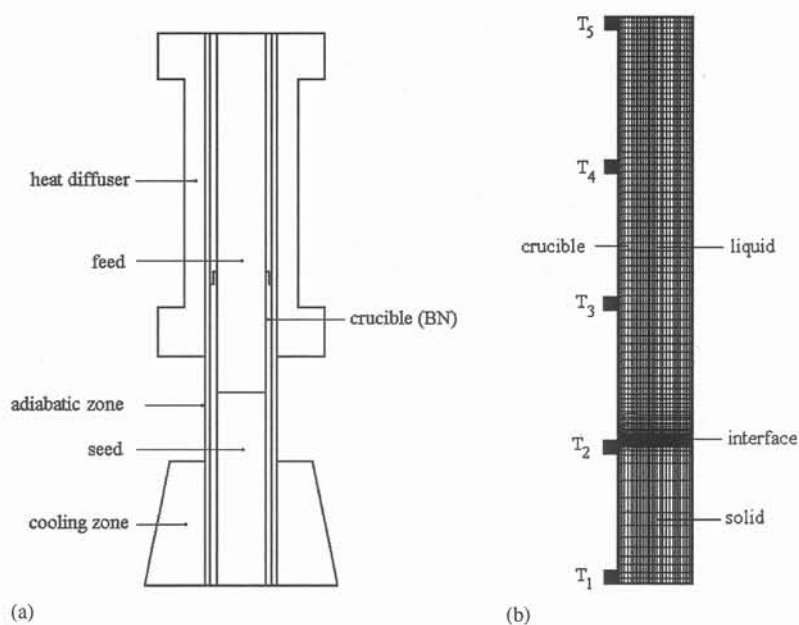 heat diffuser
feed
crucible (BN)
adiabatic zone
seed
cooling zone
(a)
T5
T4
crucible
liquid
T3
T2
interface
solid
T1
(b)